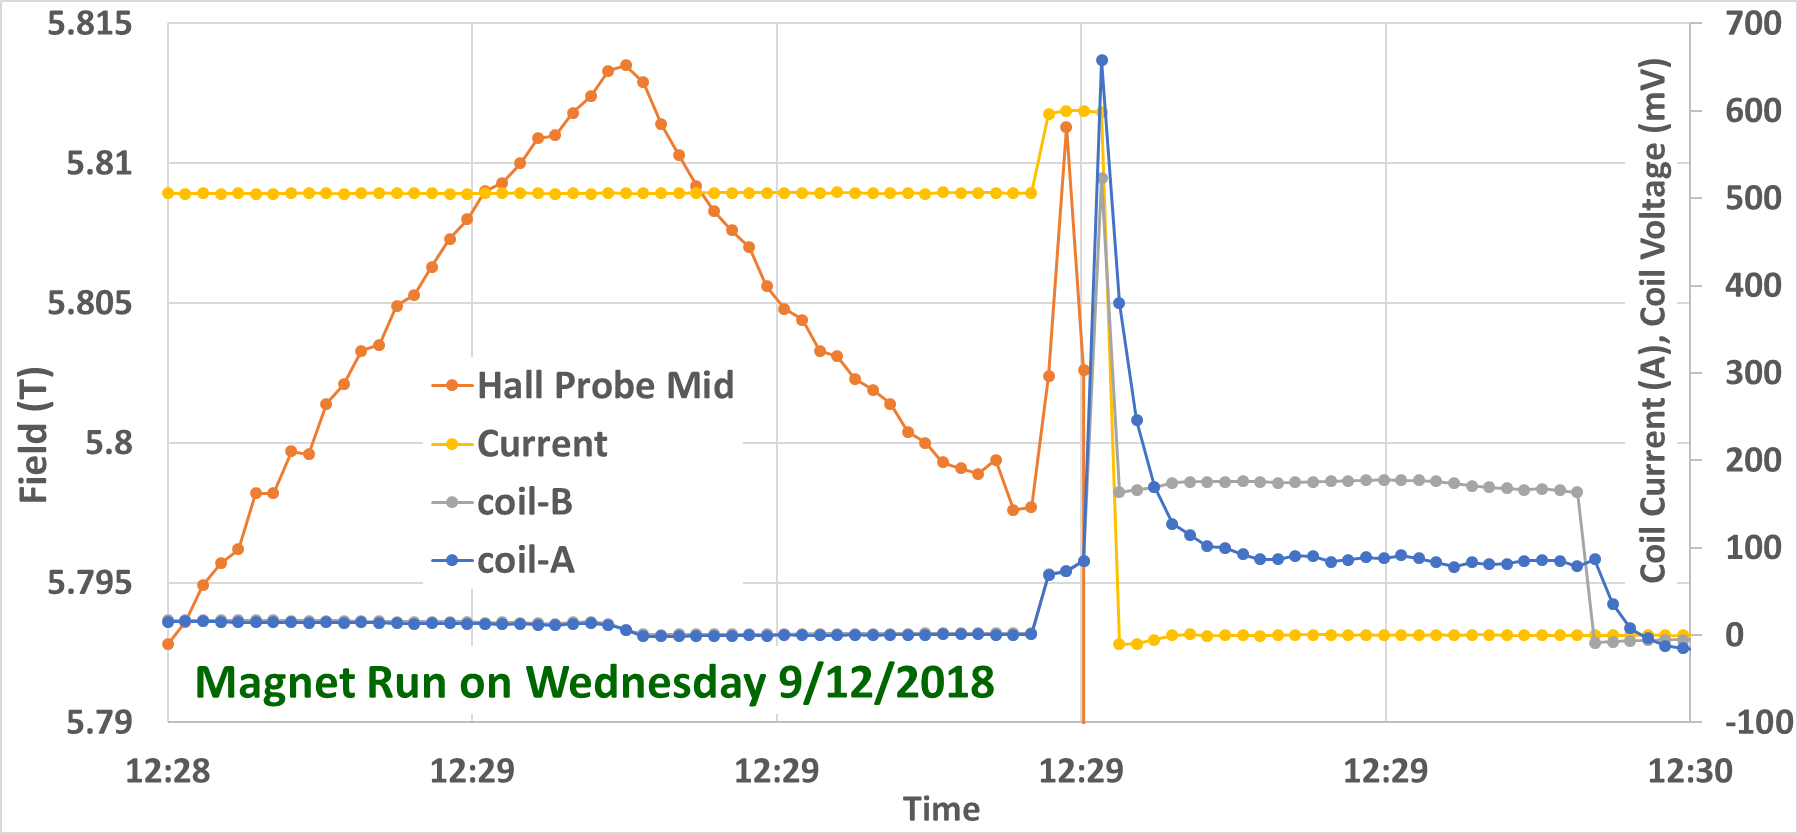 5.815
5.81
5.805
5.8
5.795
5.79
Field (T)
700
600
500
400
300
200
100
0
-100
Coil Current (A), Coil Voltage (mV)
Hall Probe Mid
Current
coil-B
coil-A
Magnet Run on Wednesday 9/12/2018
12:28 12:29 12:29 12:29 12:29 12:30
Time